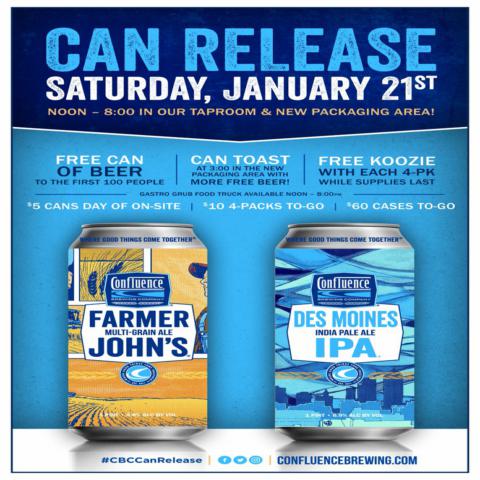 CAN RELEASE
SATURDAY, JANUARY 21ST
NOON – 8:00 IN OUR TAPROOM & NEW PACKAGING AREA!
FREE CAN
OF BEER
TO THE FIRST 100 PEOPLE
CAN TOAST
AT 3:00 IN THE NEW
PACKAGING AREA WITH
MORE FREE BEER!
FREE KOOZIE
WITH EACH 4-PK
WHILE SUPPLIES LAST
GASTRO GRUB FOOD TRUCK AVAILABLE NOON – 8:00PM
$5 CANS DAY OF ON-SITE | $10 4-PACKS TO-GO | $60 CASES TO-GO
WHERE GOOD THINGS COME TOGETHER™
Confluence
BREWING COMPANY
FARMER
MULTI-GRAIN ALE
JOHN'S
WHERE GOOD THINGS COME TOGETHER™
Confluence
BREWING COMPANY
DES MOINES
INDIA PALE ALE
IPA
#CBCCanRelease | CONFLUENCEBREWING.COM